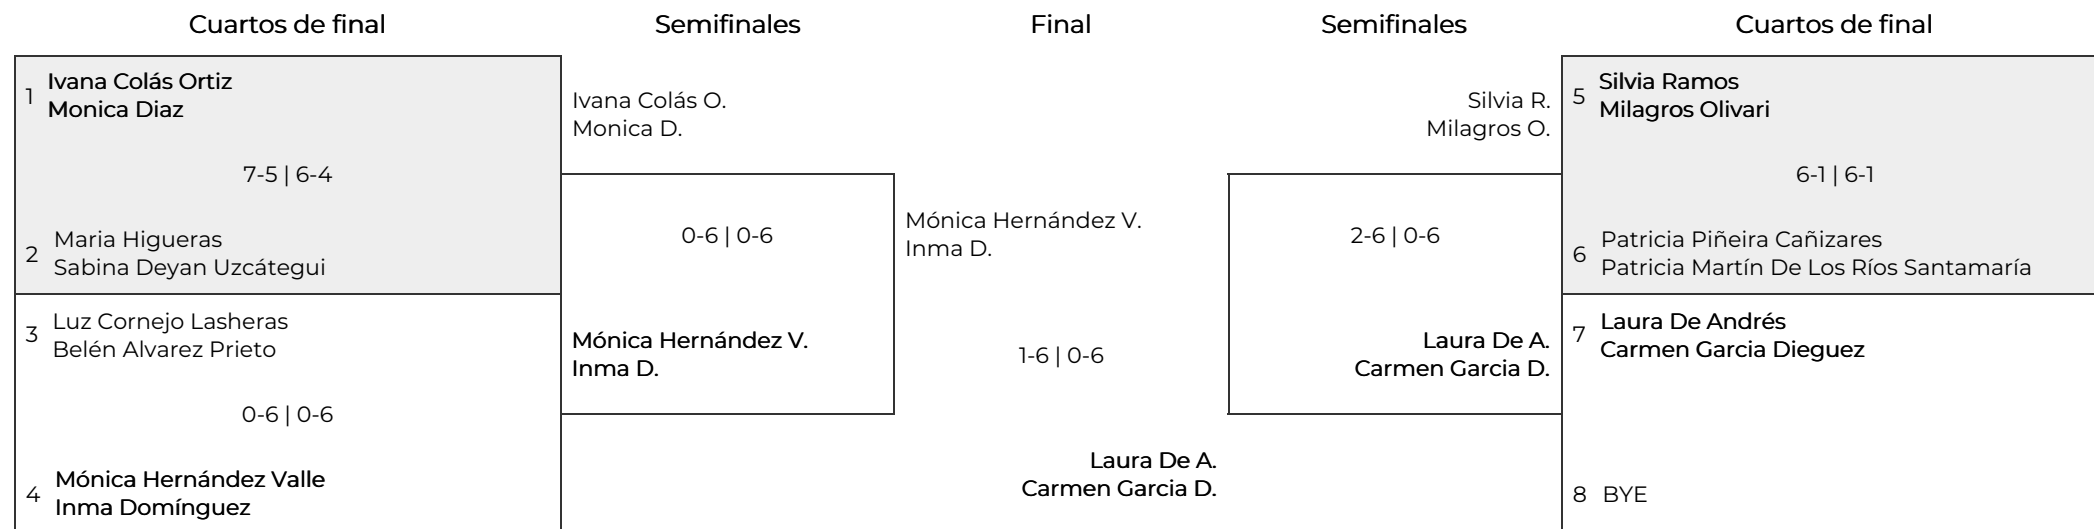 Cuartos de final
Semifinales
Final
Semifinales
Cuartos de final
1
Ivana Colás Ortiz
Monica Diaz
7-5 | 6-4
2
Maria Higueras
Sabina Deyan Uzcátegui
3
Luz Cornejo Lasheras
Belén Alvarez Prieto
0-6 | 0-6
4
Mónica Hernández Valle
Inma Domínguez
Ivana Colás O.
Monica D.
0-6 | 0-6
Mónica Hernández V.
Inma D.
Mónica Hernández V.
Inma D.
1-6 | 0-6
Laura De A.
Carmen Garcia D.
Silvia R.
Milagros O.
2-6 | 0-6
Laura De A.
Carmen Garcia D.
5
Silvia Ramos
Milagros Olivari
6-1 | 6-1
6
Patricia Piñeira Cañizares
Patricia Martín De Los Ríos Santamaría
7
Laura De Andrés
Carmen Garcia Dieguez
8 BYE